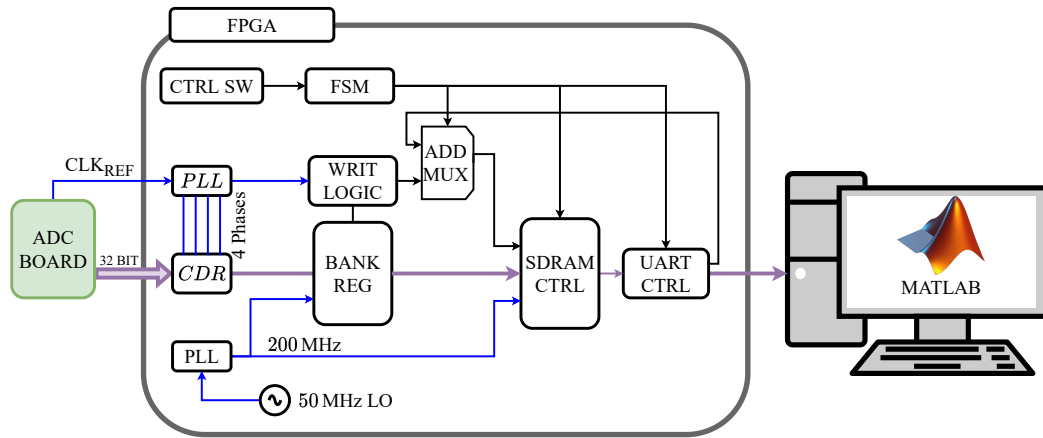 FPGA
CTRL SW
FSM
ADD
MUX
CLKREF
PLL
WRIT
LOGIC
4 Phases
ADC
BOARD
32 BIT
CDR
BANK
REG
SDRAM
CTRL
UART
CTRL
MATLAB
200 MHz
PLL
50 MHz LO